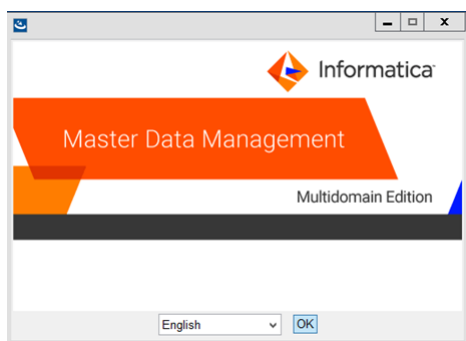 Informatica
Master Data Management
Multidomain Edition
English
OK